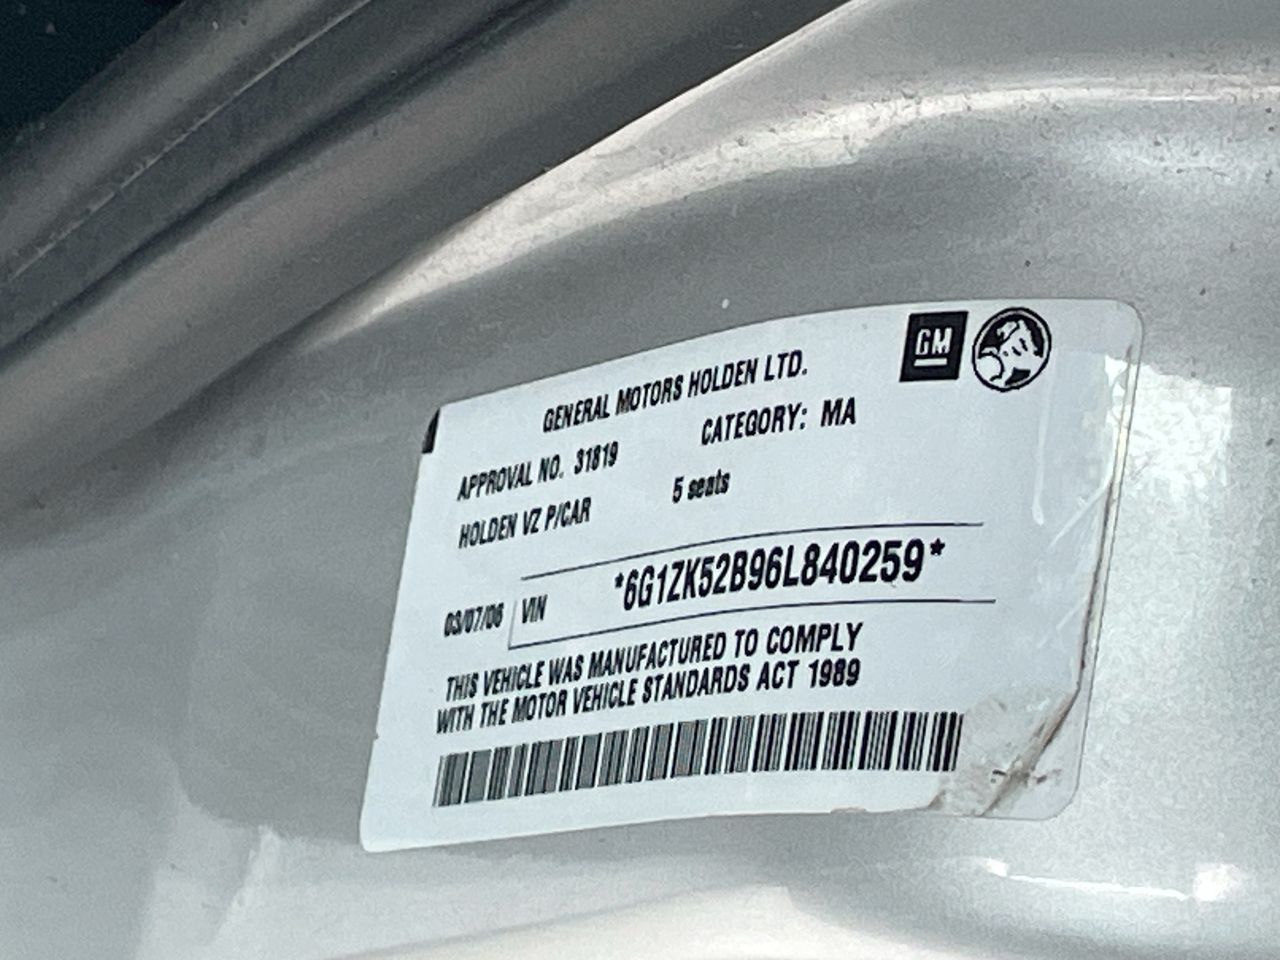 GM
GENERAL MOTORS HOLDEN LTD.
APPROVAL NO. 31819 CATEGORY: MA
HOLDEN VZ P/CAR 5 seats
03/07/06 VIN *6G1ZK52B96L840259*
THIS VEHICLE WAS MANUFACTURED TO COMPLY
WITH THE MOTOR VEHICLE STANDARDS ACT 1989